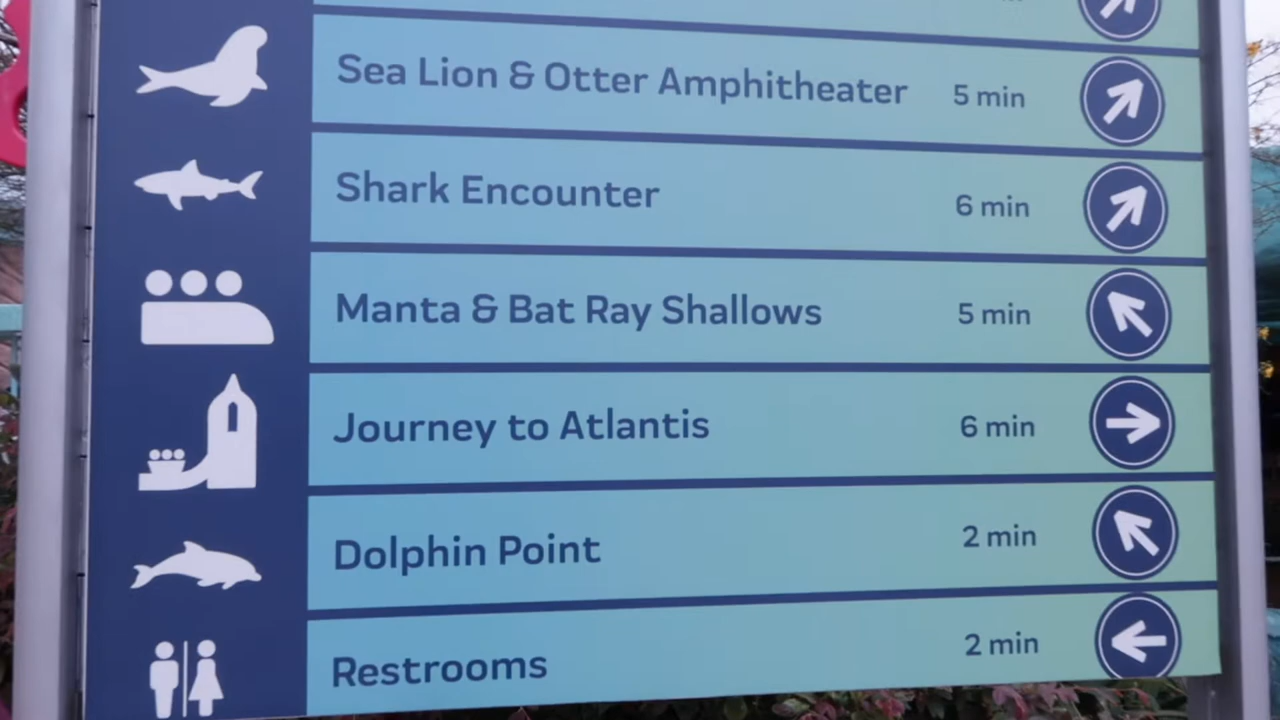 Sea Lion & Otter Amphitheater 5 min
Shark Encounter 6 min
Manta & Bat Ray Shallows 5 min
Journey to Atlantis 6 min
Dolphin Point 2 min
Restrooms 2 min